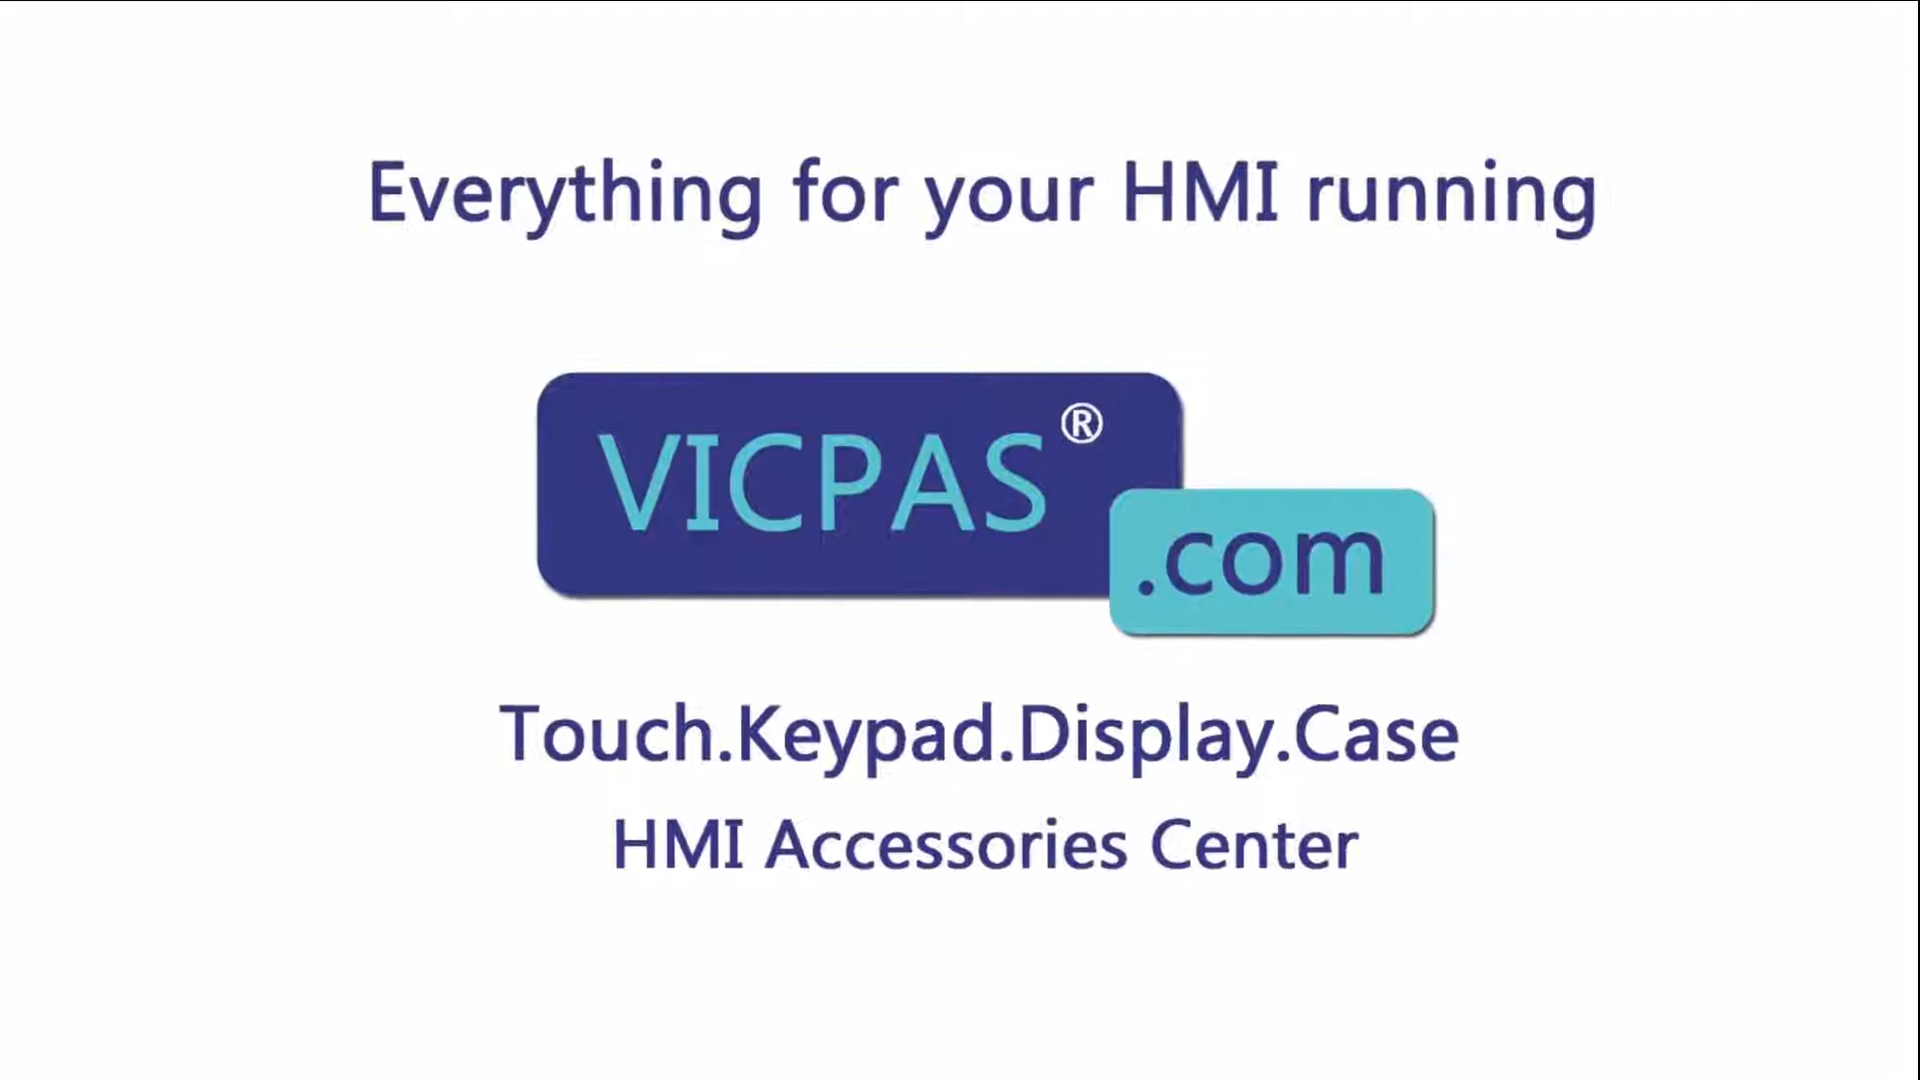 Everything for your HMI running
VICPAS®
.com
Touch.Keypad.Display.Case
HMI Accessories Center